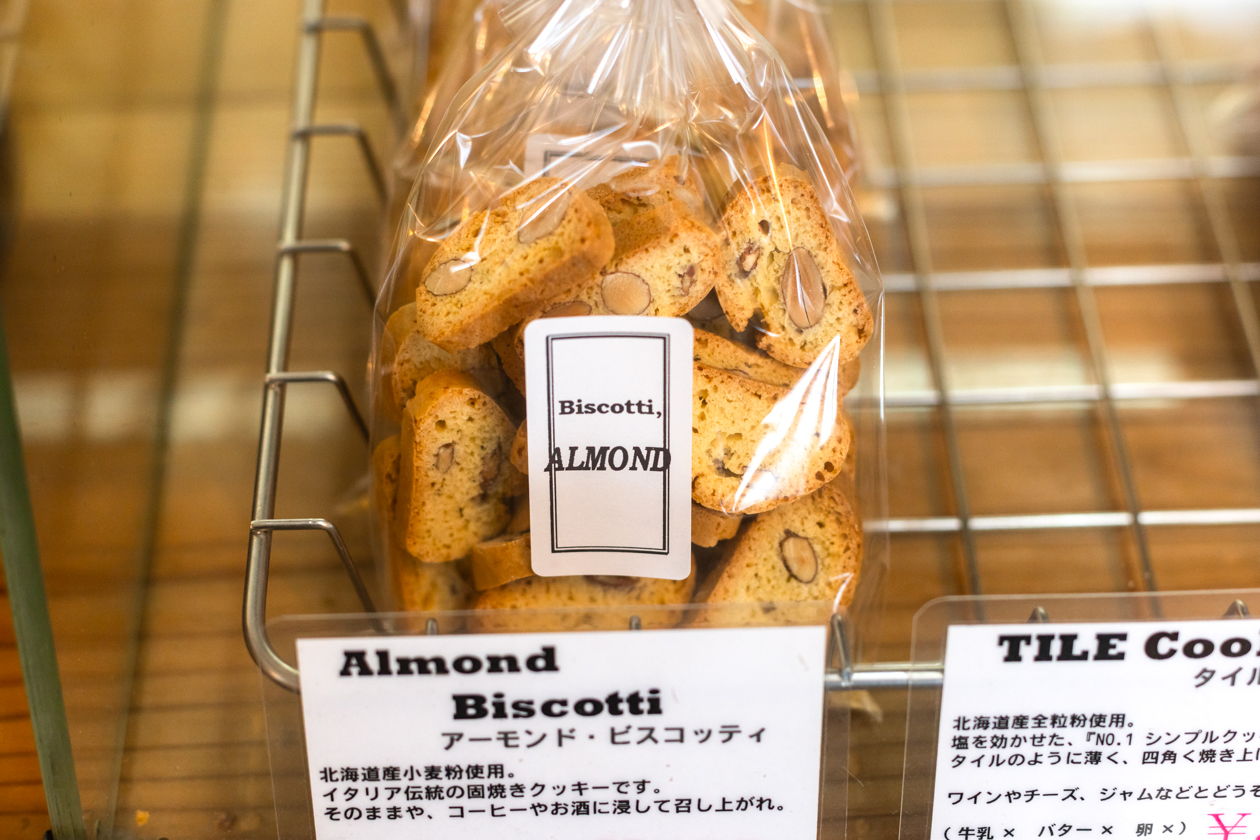 Biscotti,
ALMOND
Almond
Biscotti
アーモンド・ビスコッティ
北海道産小麦粉使用。
イタリア伝統の固焼きクッキーです。
そのままや、コーヒーやお酒に浸して召し上がれ。
TILE Coo
タイル
北海道産全粒粉使用。
塩を効かせた、『NO.1 シンプルクッ
タイルのように薄く、四角く焼き上
ワインやチーズ、ジャムなどとどうそ
(牛乳 × バター × 卵 ×)
¥